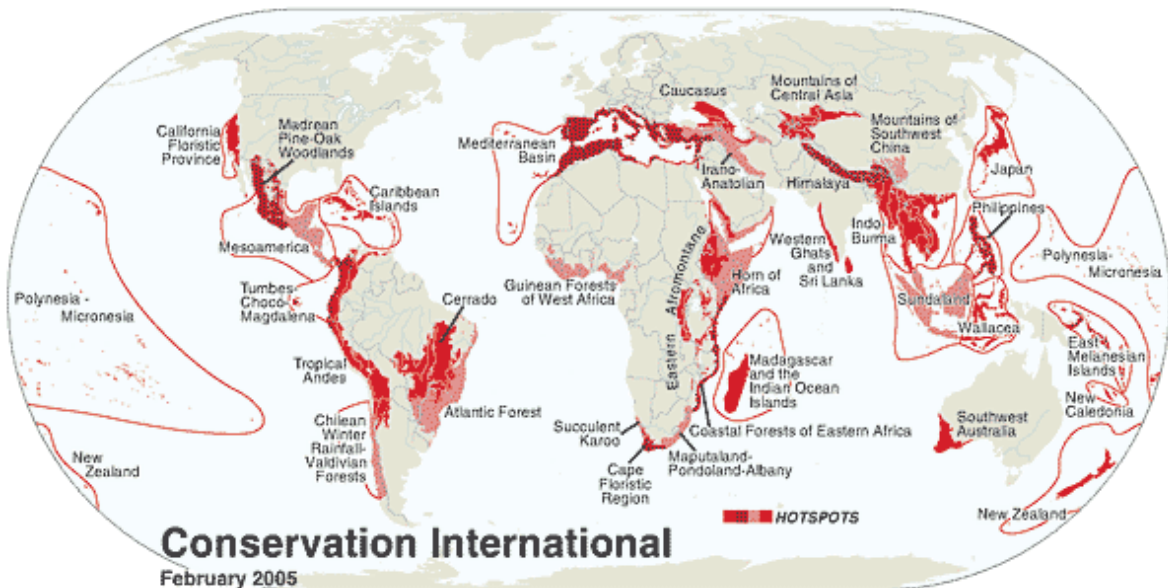 California
Floristic
Province
Madrean
Pine-Oak
Woodlands
Caribbean
Islands
Mesoamerica
Polynesia -
Micronesia
Tumbes-
Choco-
Magdalena
Cerrado
Tropical
Andes
Atlantic Forest
Chilean
Winter
Rainfall-
Valdivian
Forests
New
Zealand
Mediterranean
Basin
Caucasus
Mountains of
Central Asia
Mountains of
Southwest
China
Irano-
Anatolian
Himalaya
Japan
Philippines
Indo
Burma
Western
Ghats
and
Sri Lanka
Guinean Forests
of West Africa
Eastern Afromontane
Horn of
Africa
Sundaland
Wallacea
Polynesia-
Micronesia
East
Melanesian
Islands
New
Caledonia
Madagascar
and the
Indian Ocean
Islands
Coastal Forests of Eastern Africa
Succulent
Karoo
Cape
Floristic
Region
Maputaland-
Pondoland-Albany
Southwest
Australia
New Zealand
HOTSPOTS
Conservation International
February 2005